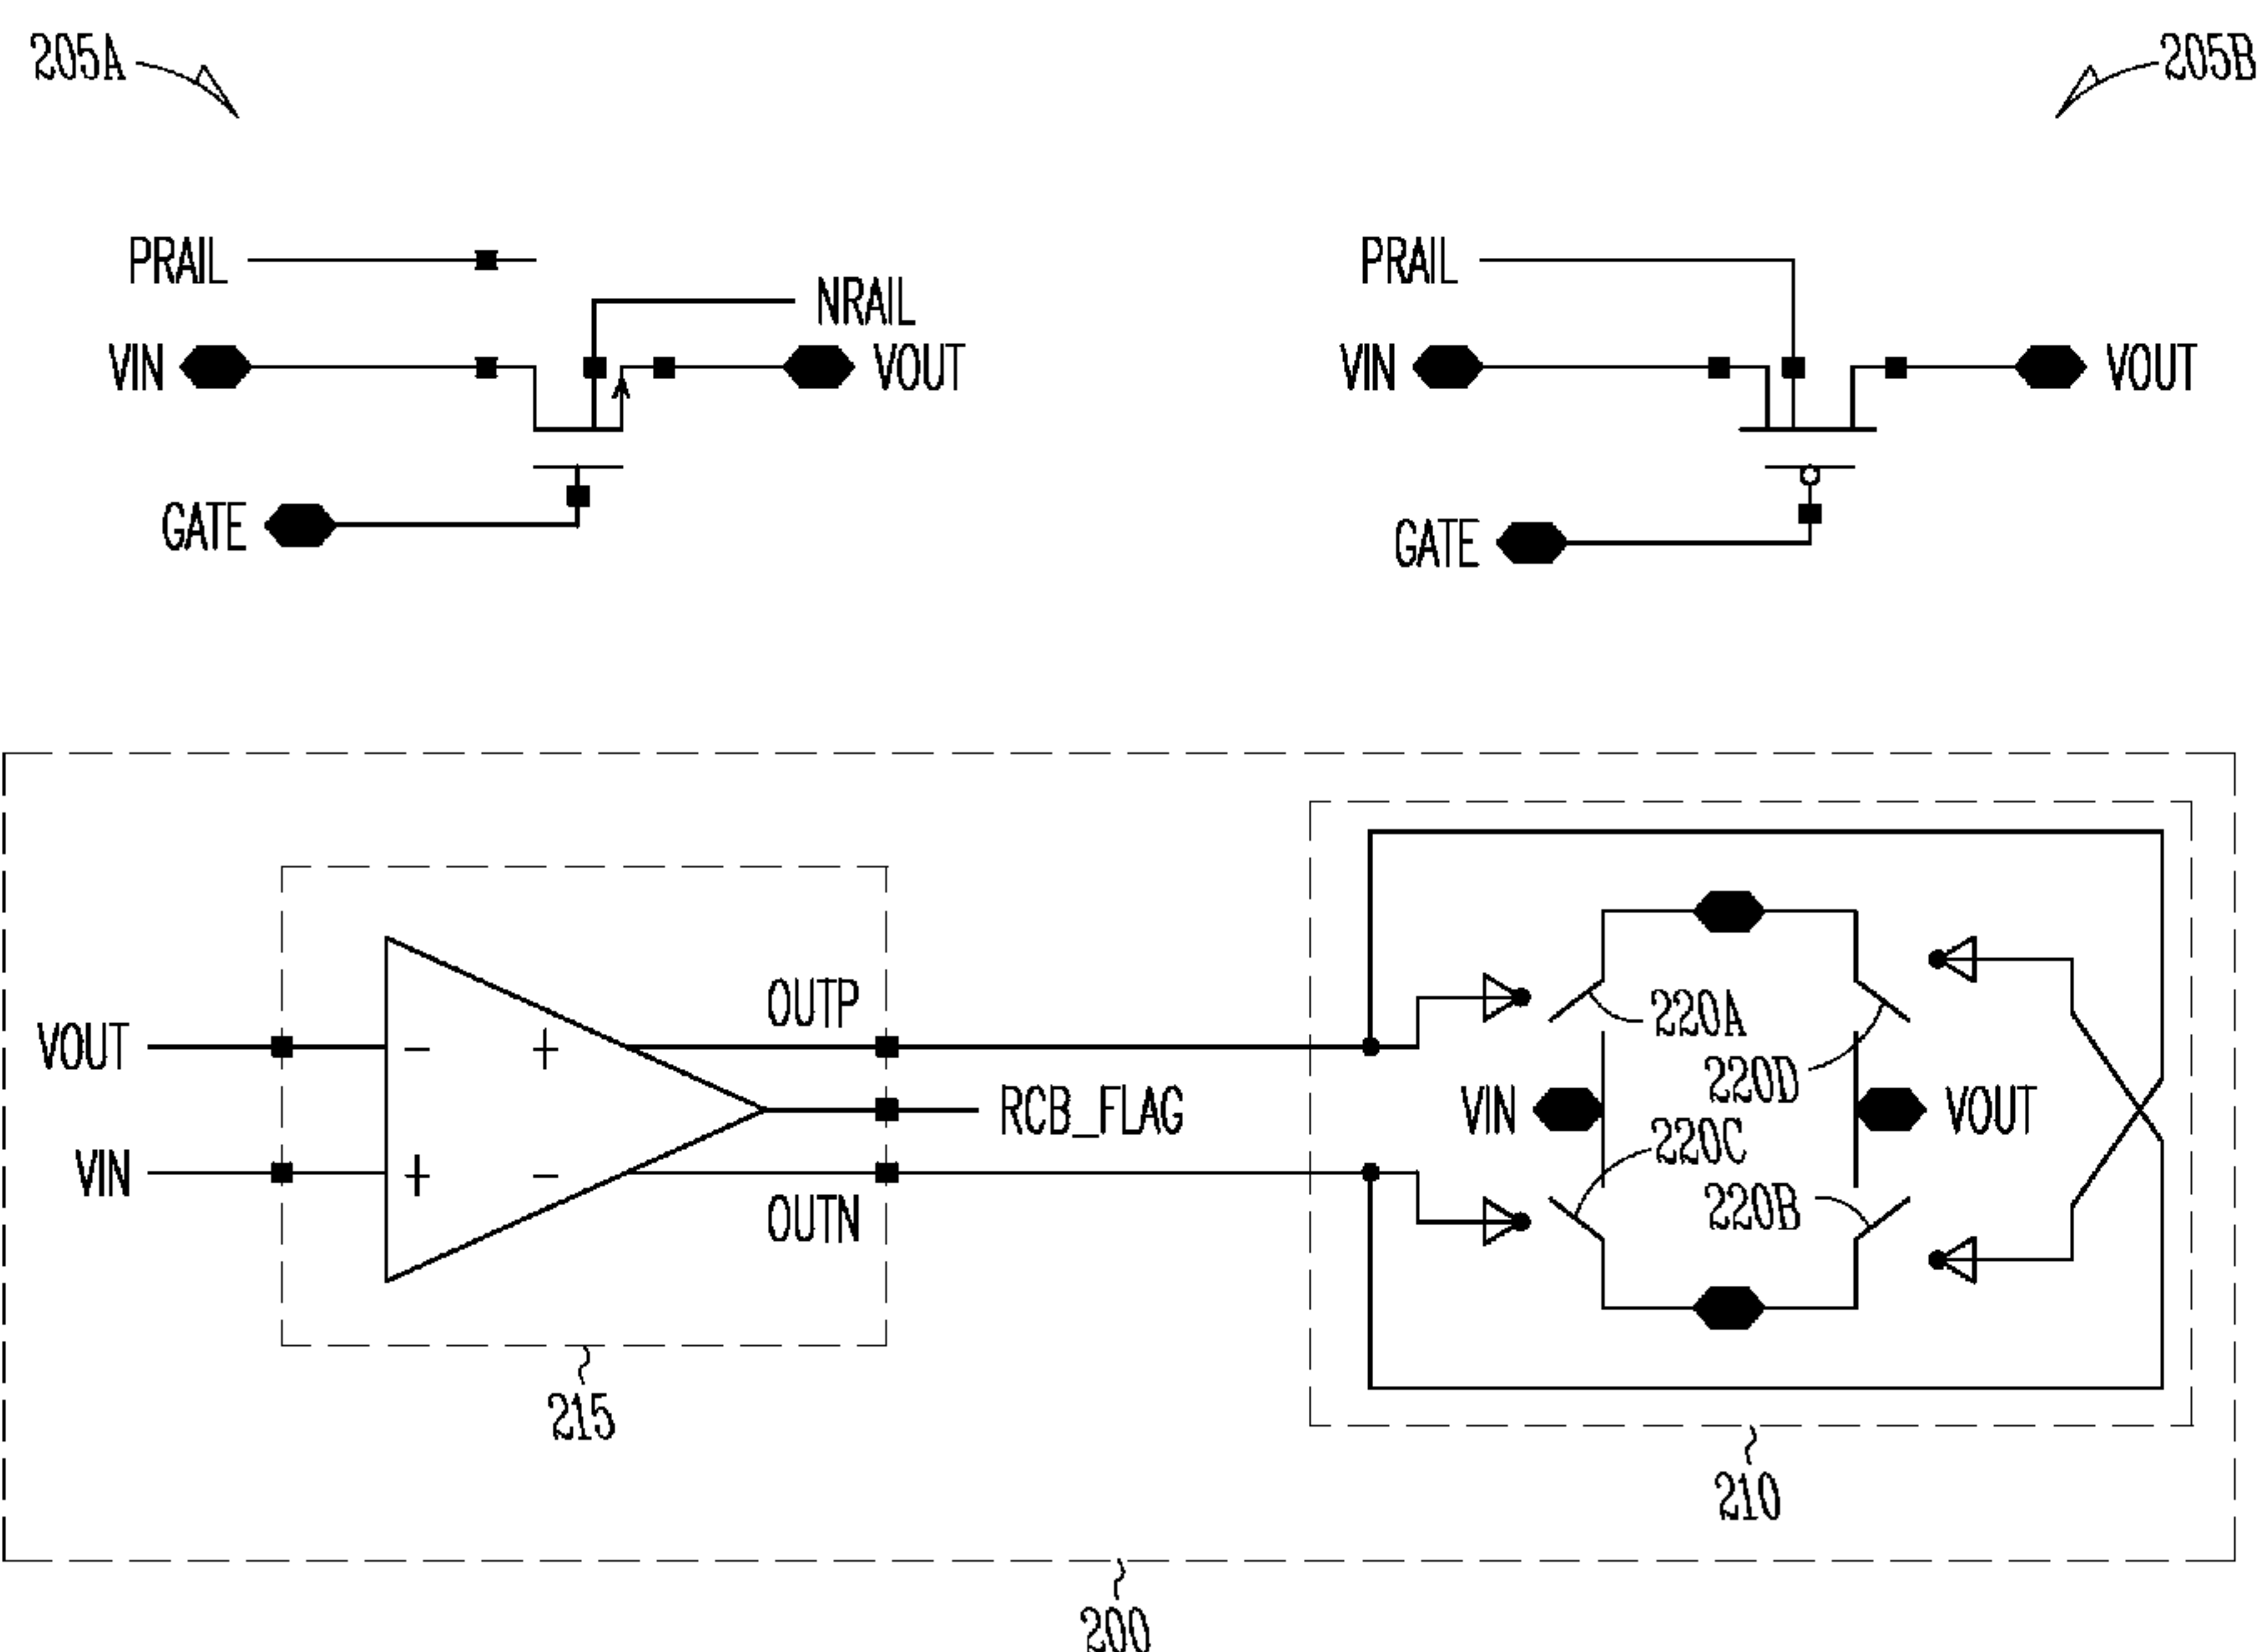 205A
205B
PRAIL
NRAIL
VIN
VOUT
GATE
PRAIL
VIN
VOUT
GATE
VOUT
VIN
−
+
+
−
OUTP
RCB_FLAG
OUTN
215
220A
220D
VIN
VOUT
220C
220B
210
200